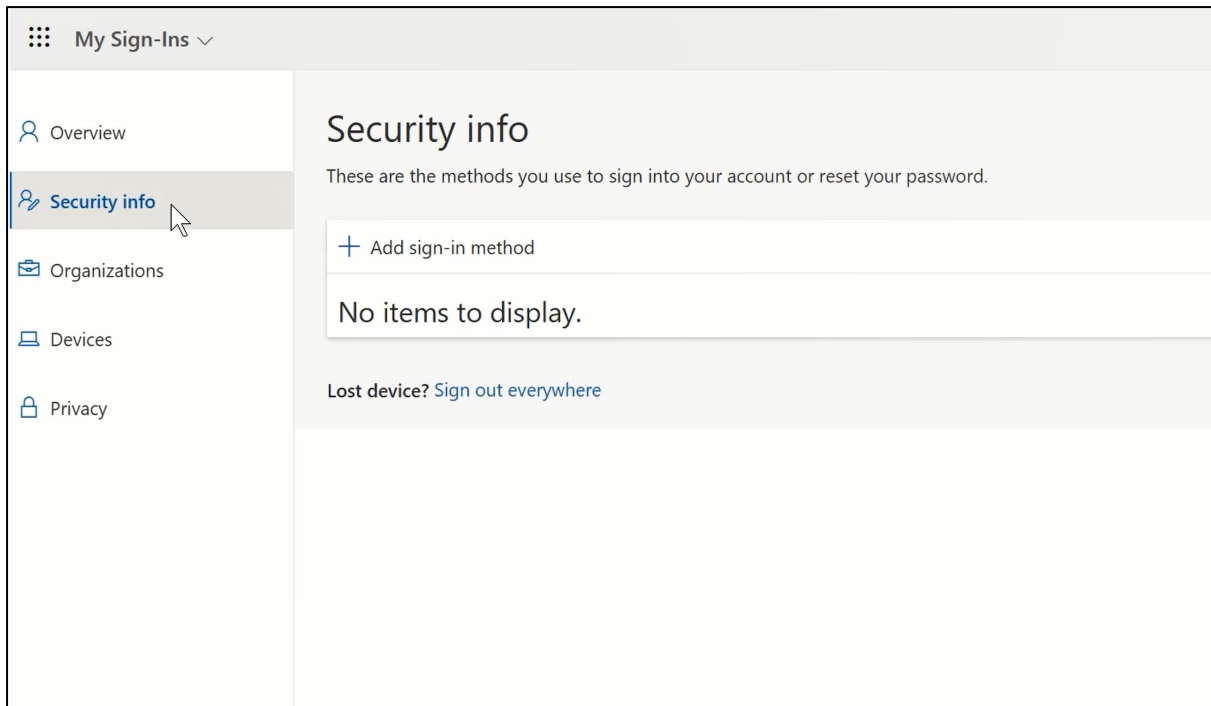 My Sign-Ins
Overview
Security info
Organizations
Devices
Privacy
Security info
These are the methods you use to sign into your account or reset your password.
Add sign-in method
No items to display.
Lost device? Sign out everywhere